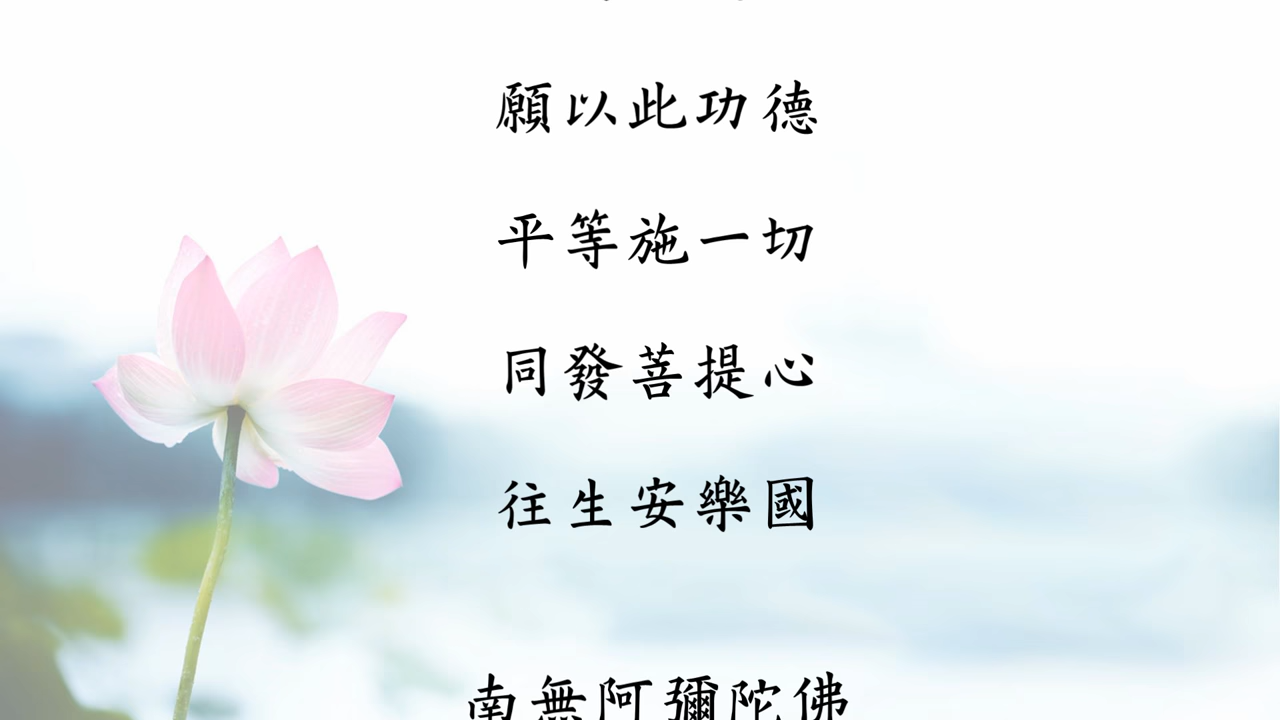 願以此功德
平等施一切
同發菩提心
往生安樂國
南無阿彌陀佛